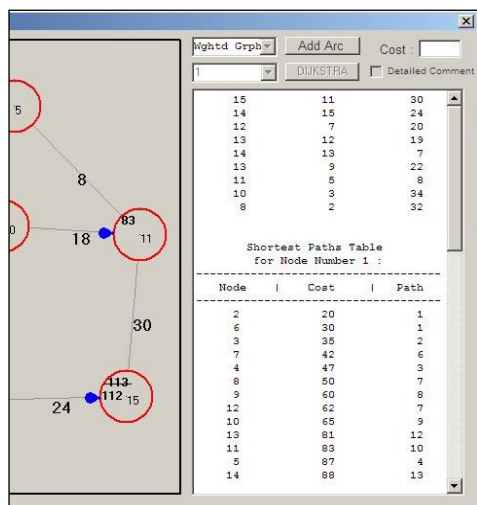 Wghtd Grph Add Arc Cost :
1 DIJKSTRA Detailed Comment
15 11 30
14 15 24
12 7 20
13 12 19
14 13 7
13 9 22
11 5 8
10 3 34
8 2 32
Shortest Paths Table
for Node Number 1 :
Node | Cost | Path
2 20 1
6 30 1
3 35 2
7 42 6
4 47 3
8 50 7
9 60 8
12 62 7
10 65 9
13 81 12
11 83 10
5 87 4
14 88 13
5
8
83
0
18
11
30
113
112 15
24